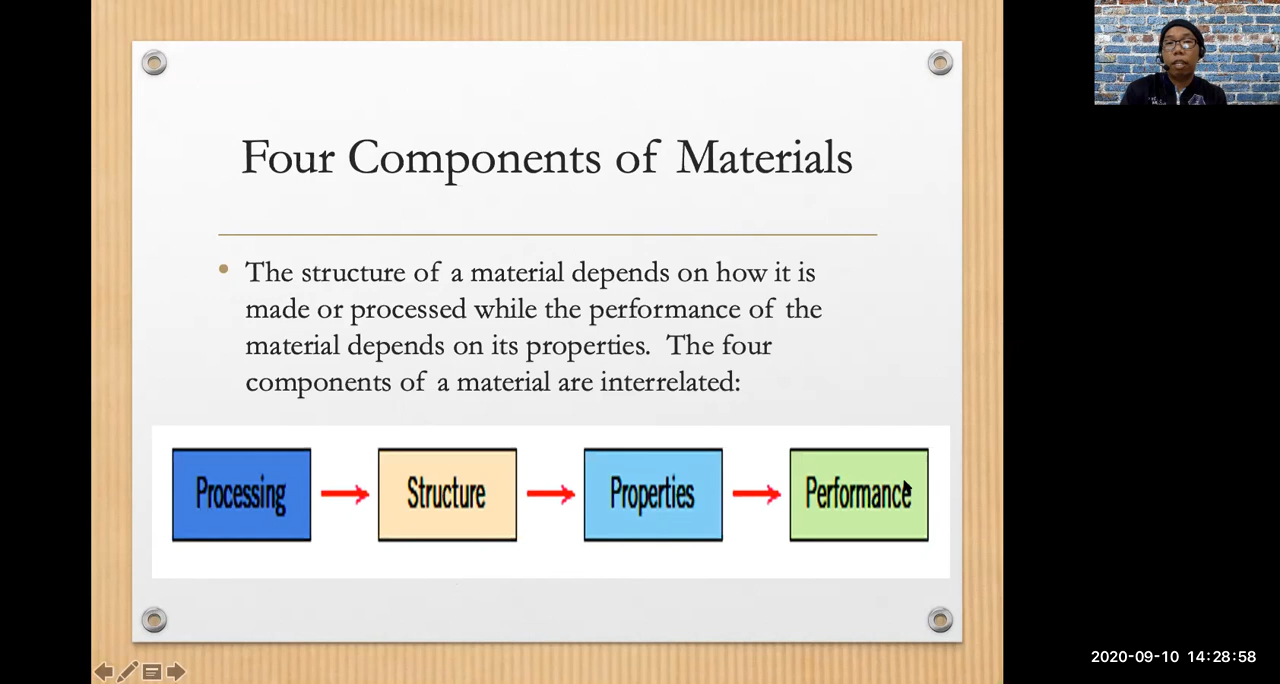 Four Components of Materials
• The structure of a material depends on how it is
made or processed while the performance of the
material depends on its properties.  The four
components of a material are interrelated:
Processing
Structure
Properties
Performance
2020-09-10 14:28:58